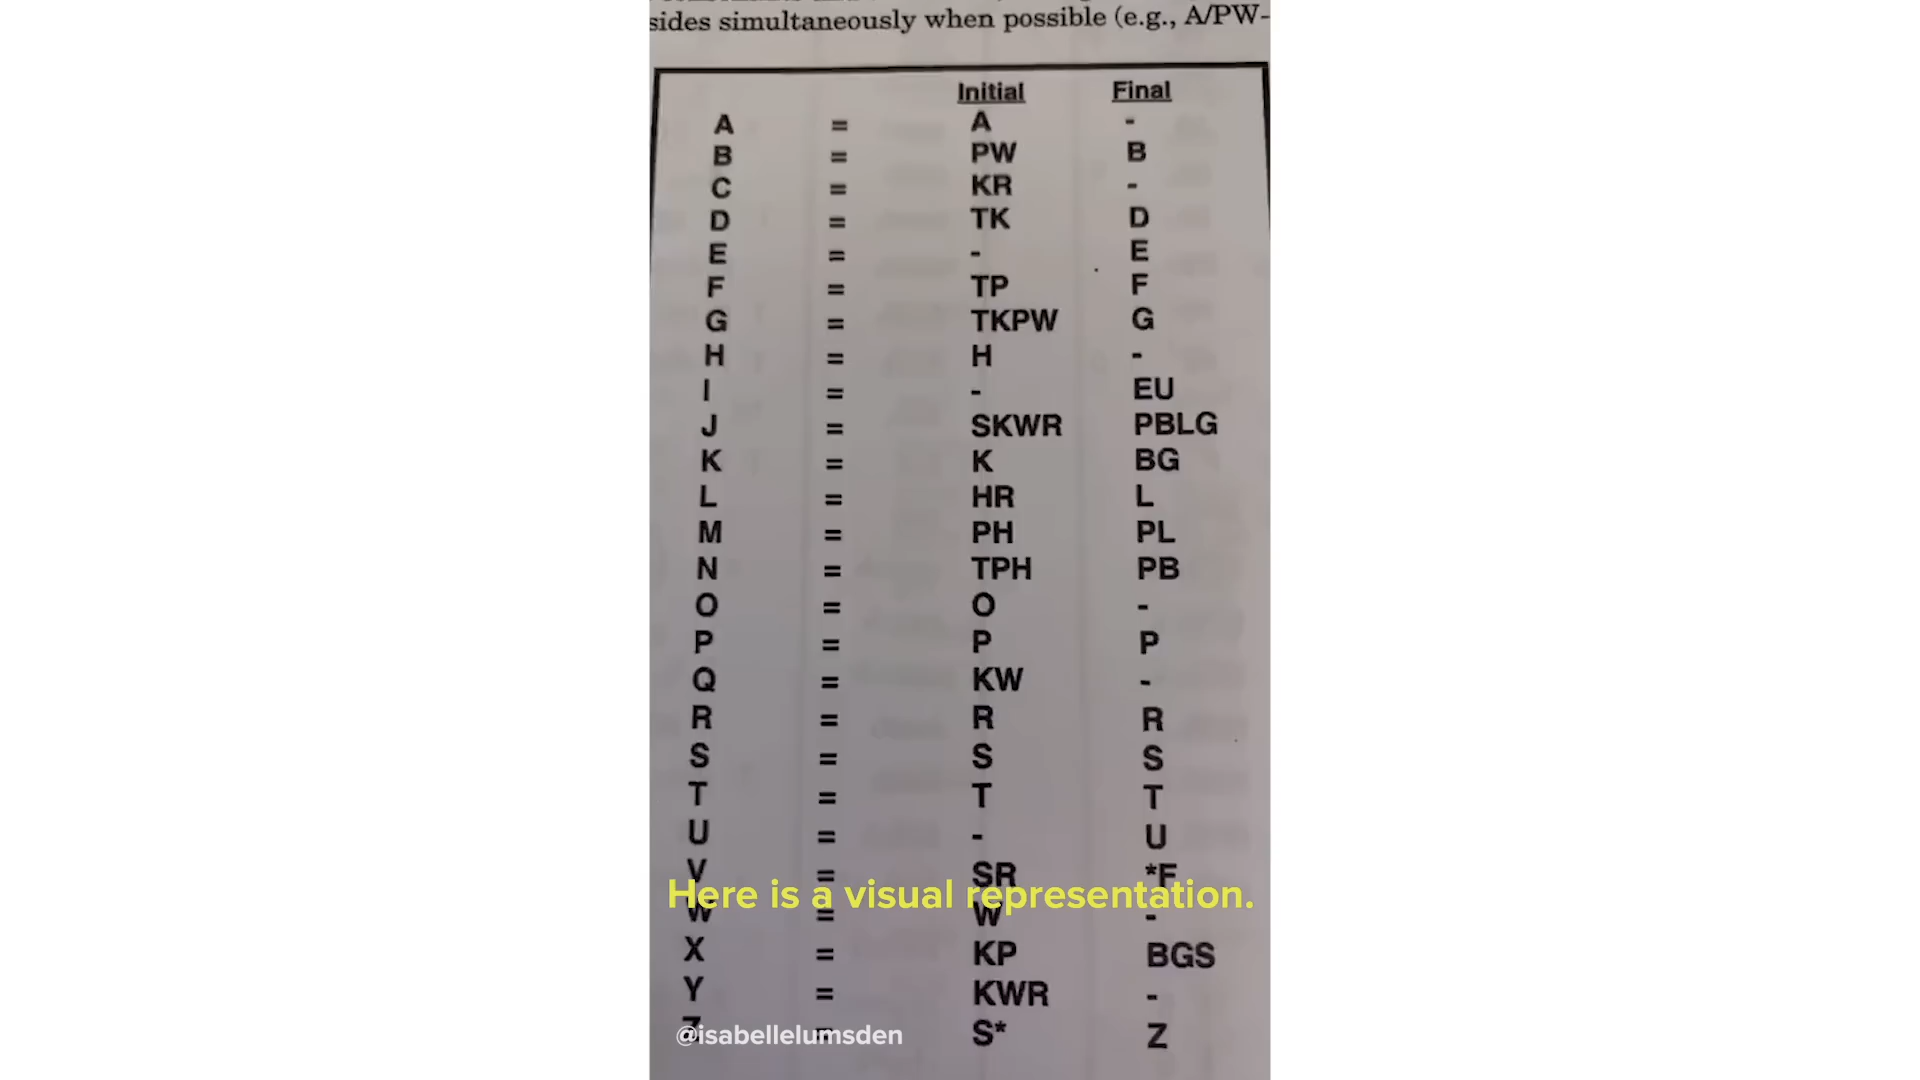 sides simultaneously when possible (e.g., A/PW-
Initial Final
A = A -
B = PW B
C = KR -
D = TK D
E = - E
F = TP F
G = TKPW G
H = H -
I = - EU
J = SKWR PBLG
K = K BG
L = HR L
M = PH PL
N = TPH PB
O = O -
P = P P
Q = KW -
R = R R
S = S S
T = T T
U = - U
V = SR *F
Here is a visual representation.
W = W -
X = KP BGS
Y = KWR -
Z = S* Z
@isabellelumsden